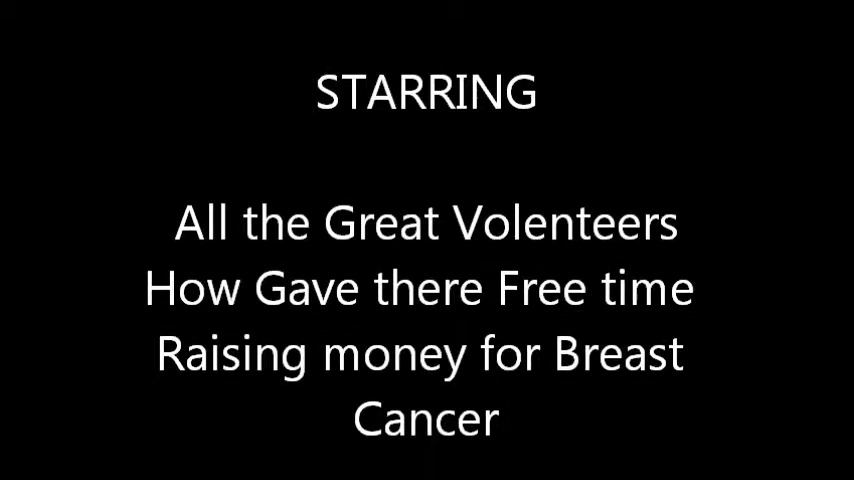 STARRING
All the Great Volenteers
How Gave there Free time
Raising money for Breast
Cancer